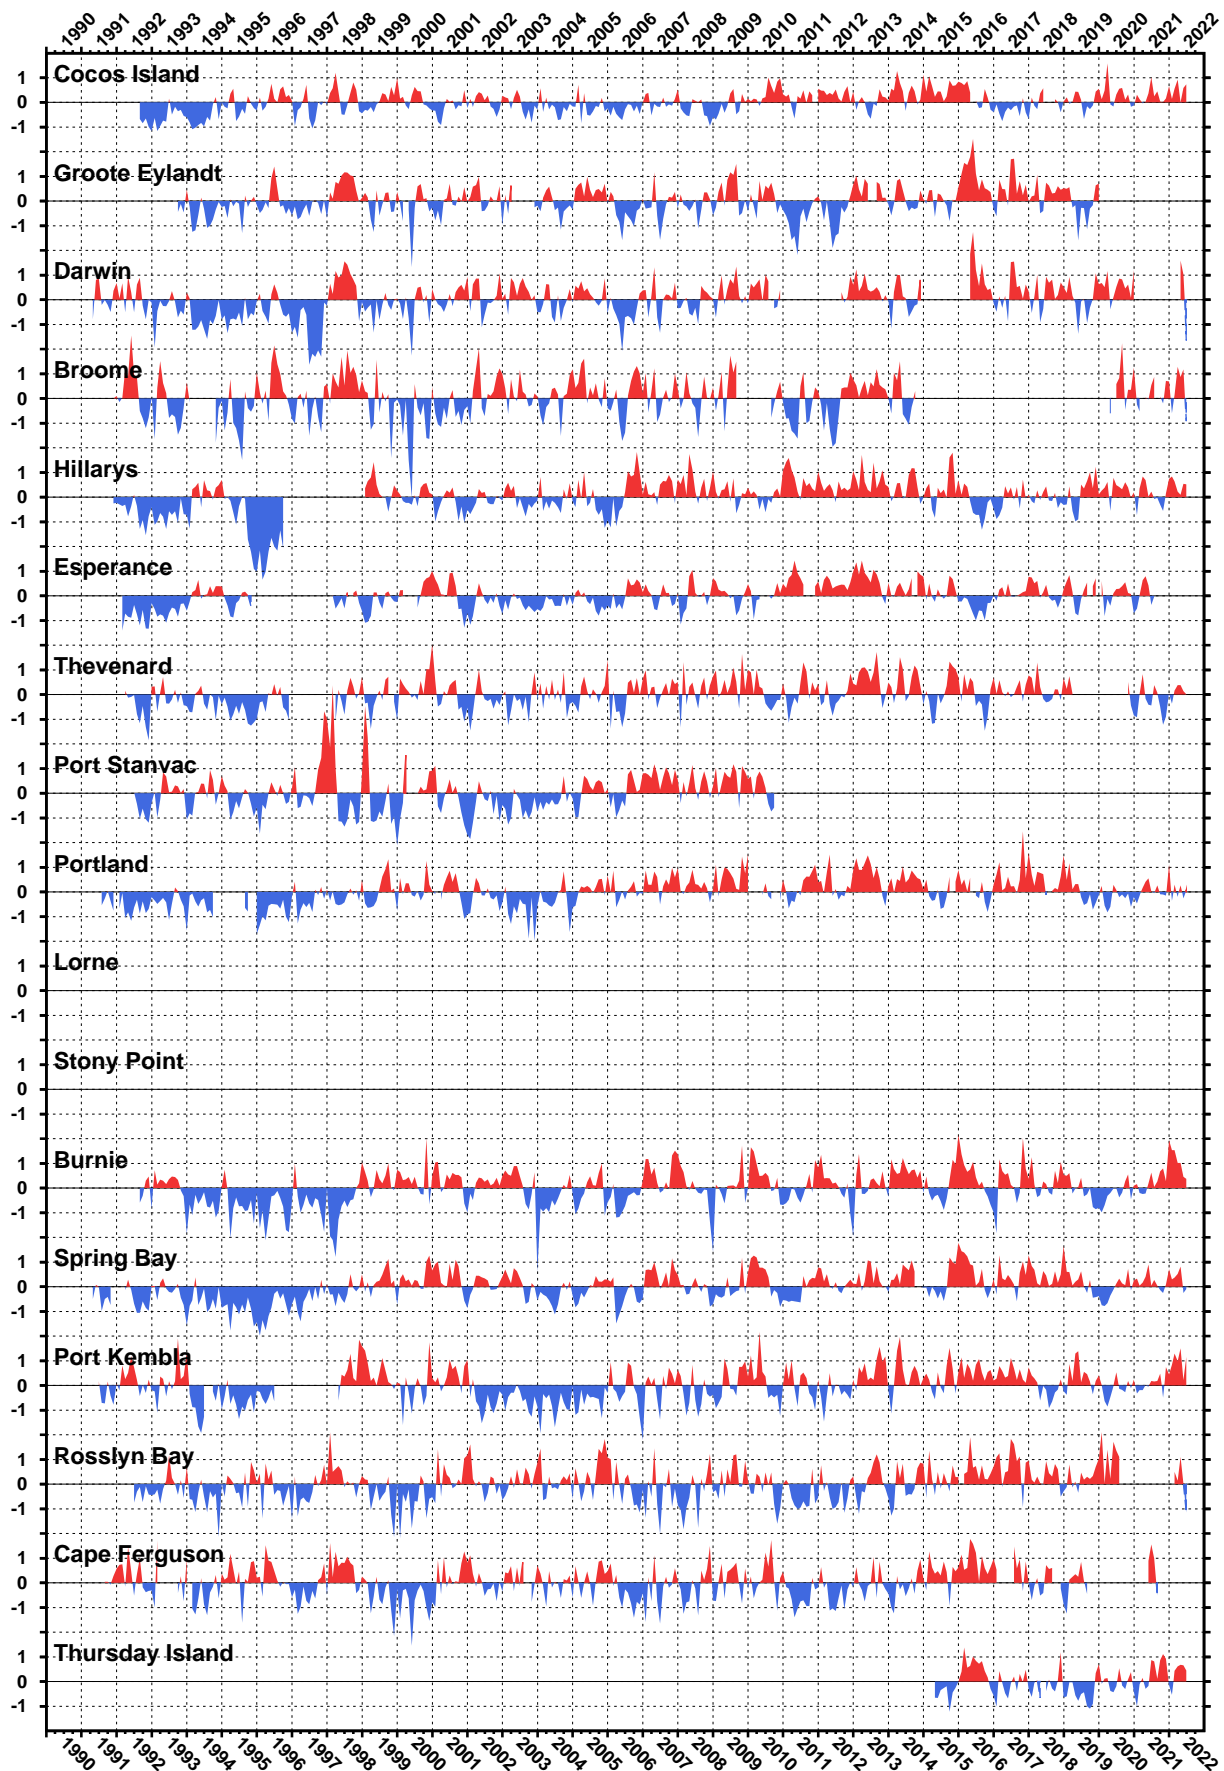 1990 1991 1992 1993 1994 1995 1996 1997 1998 1999 2000 2001 2002 2003 2004 2005 2006 2007 2008 2009 2010 2011 2012 2013 2014 2015 2016 2017 2018 2019 2020 2021 2022
Cocos Island
1
0
-1
Groote Eylandt
1
0
-1
Darwin
1
0
-1
Broome
1
0
-1
Hillarys
1
0
-1
Esperance
1
0
-1
Thevenard
1
0
-1
Port Stanvac
1
0
-1
Portland
1
0
-1
Lorne
1
0
-1
Stony Point
1
0
-1
Burnie
1
0
-1
Spring Bay
1
0
-1
Port Kembla
1
0
-1
Rosslyn Bay
1
0
-1
Cape Ferguson
1
0
-1
Thursday Island
1
0
-1
1990 1991 1992 1993 1994 1995 1996 1997 1998 1999 2000 2001 2002 2003 2004 2005 2006 2007 2008 2009 2010 2011 2012 2013 2014 2015 2016 2017 2018 2019 2020 2021 2022